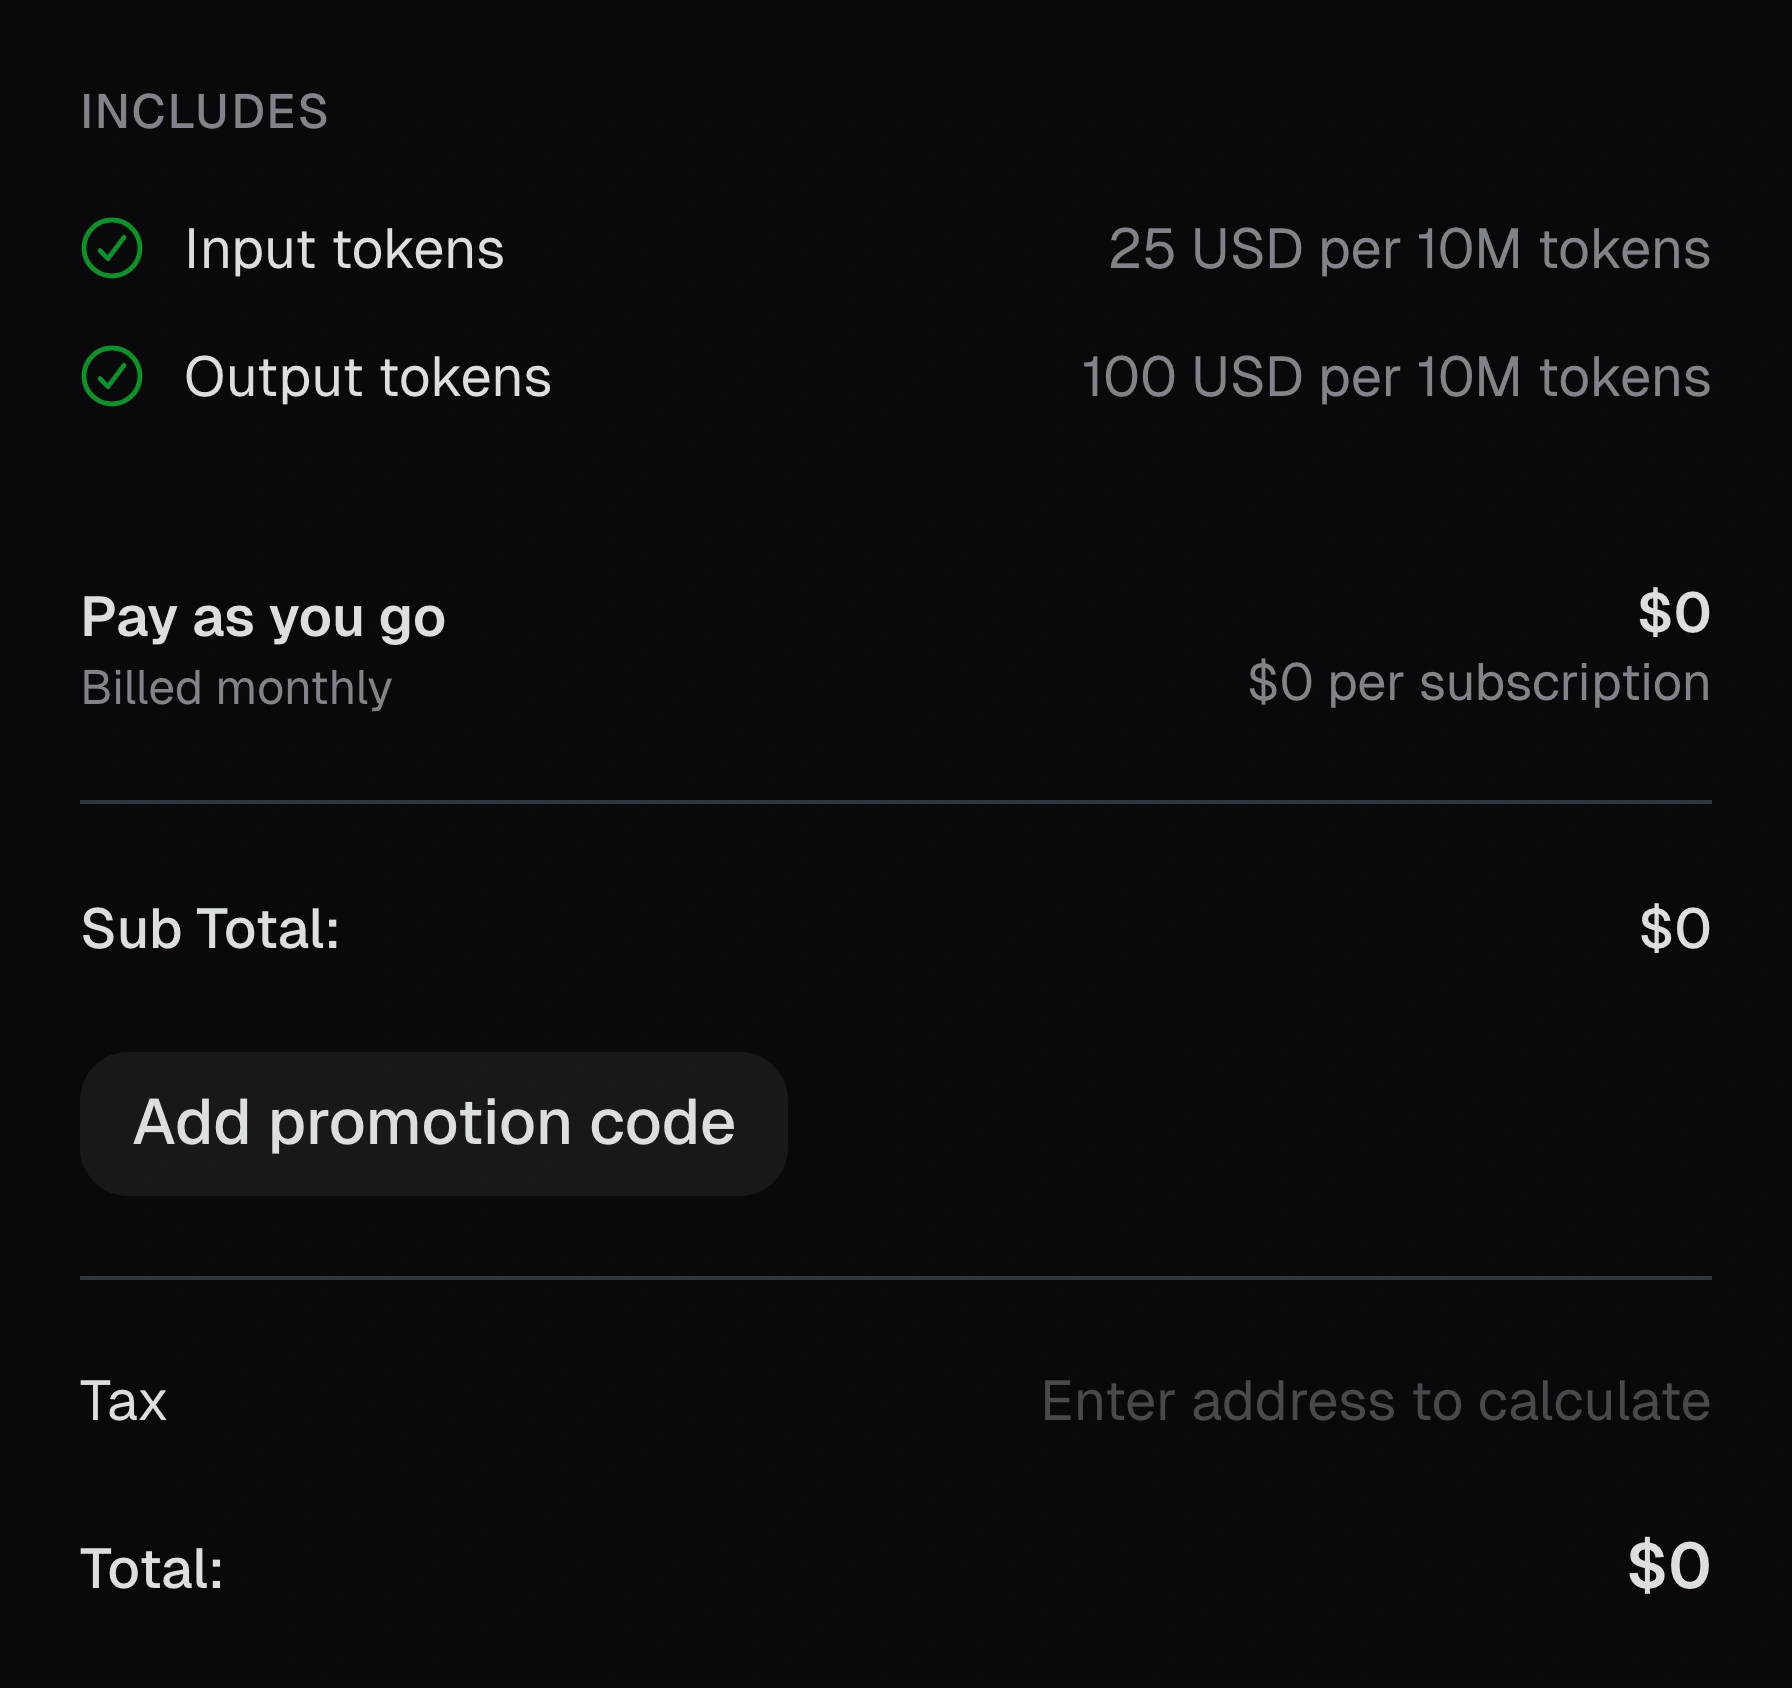 INCLUDES
Input tokens 25 USD per 10M tokens
Output tokens 100 USD per 10M tokens
Pay as you go $0
Billed monthly $0 per subscription
Sub Total: $0
Add promotion code
Tax Enter address to calculate
Total: $0